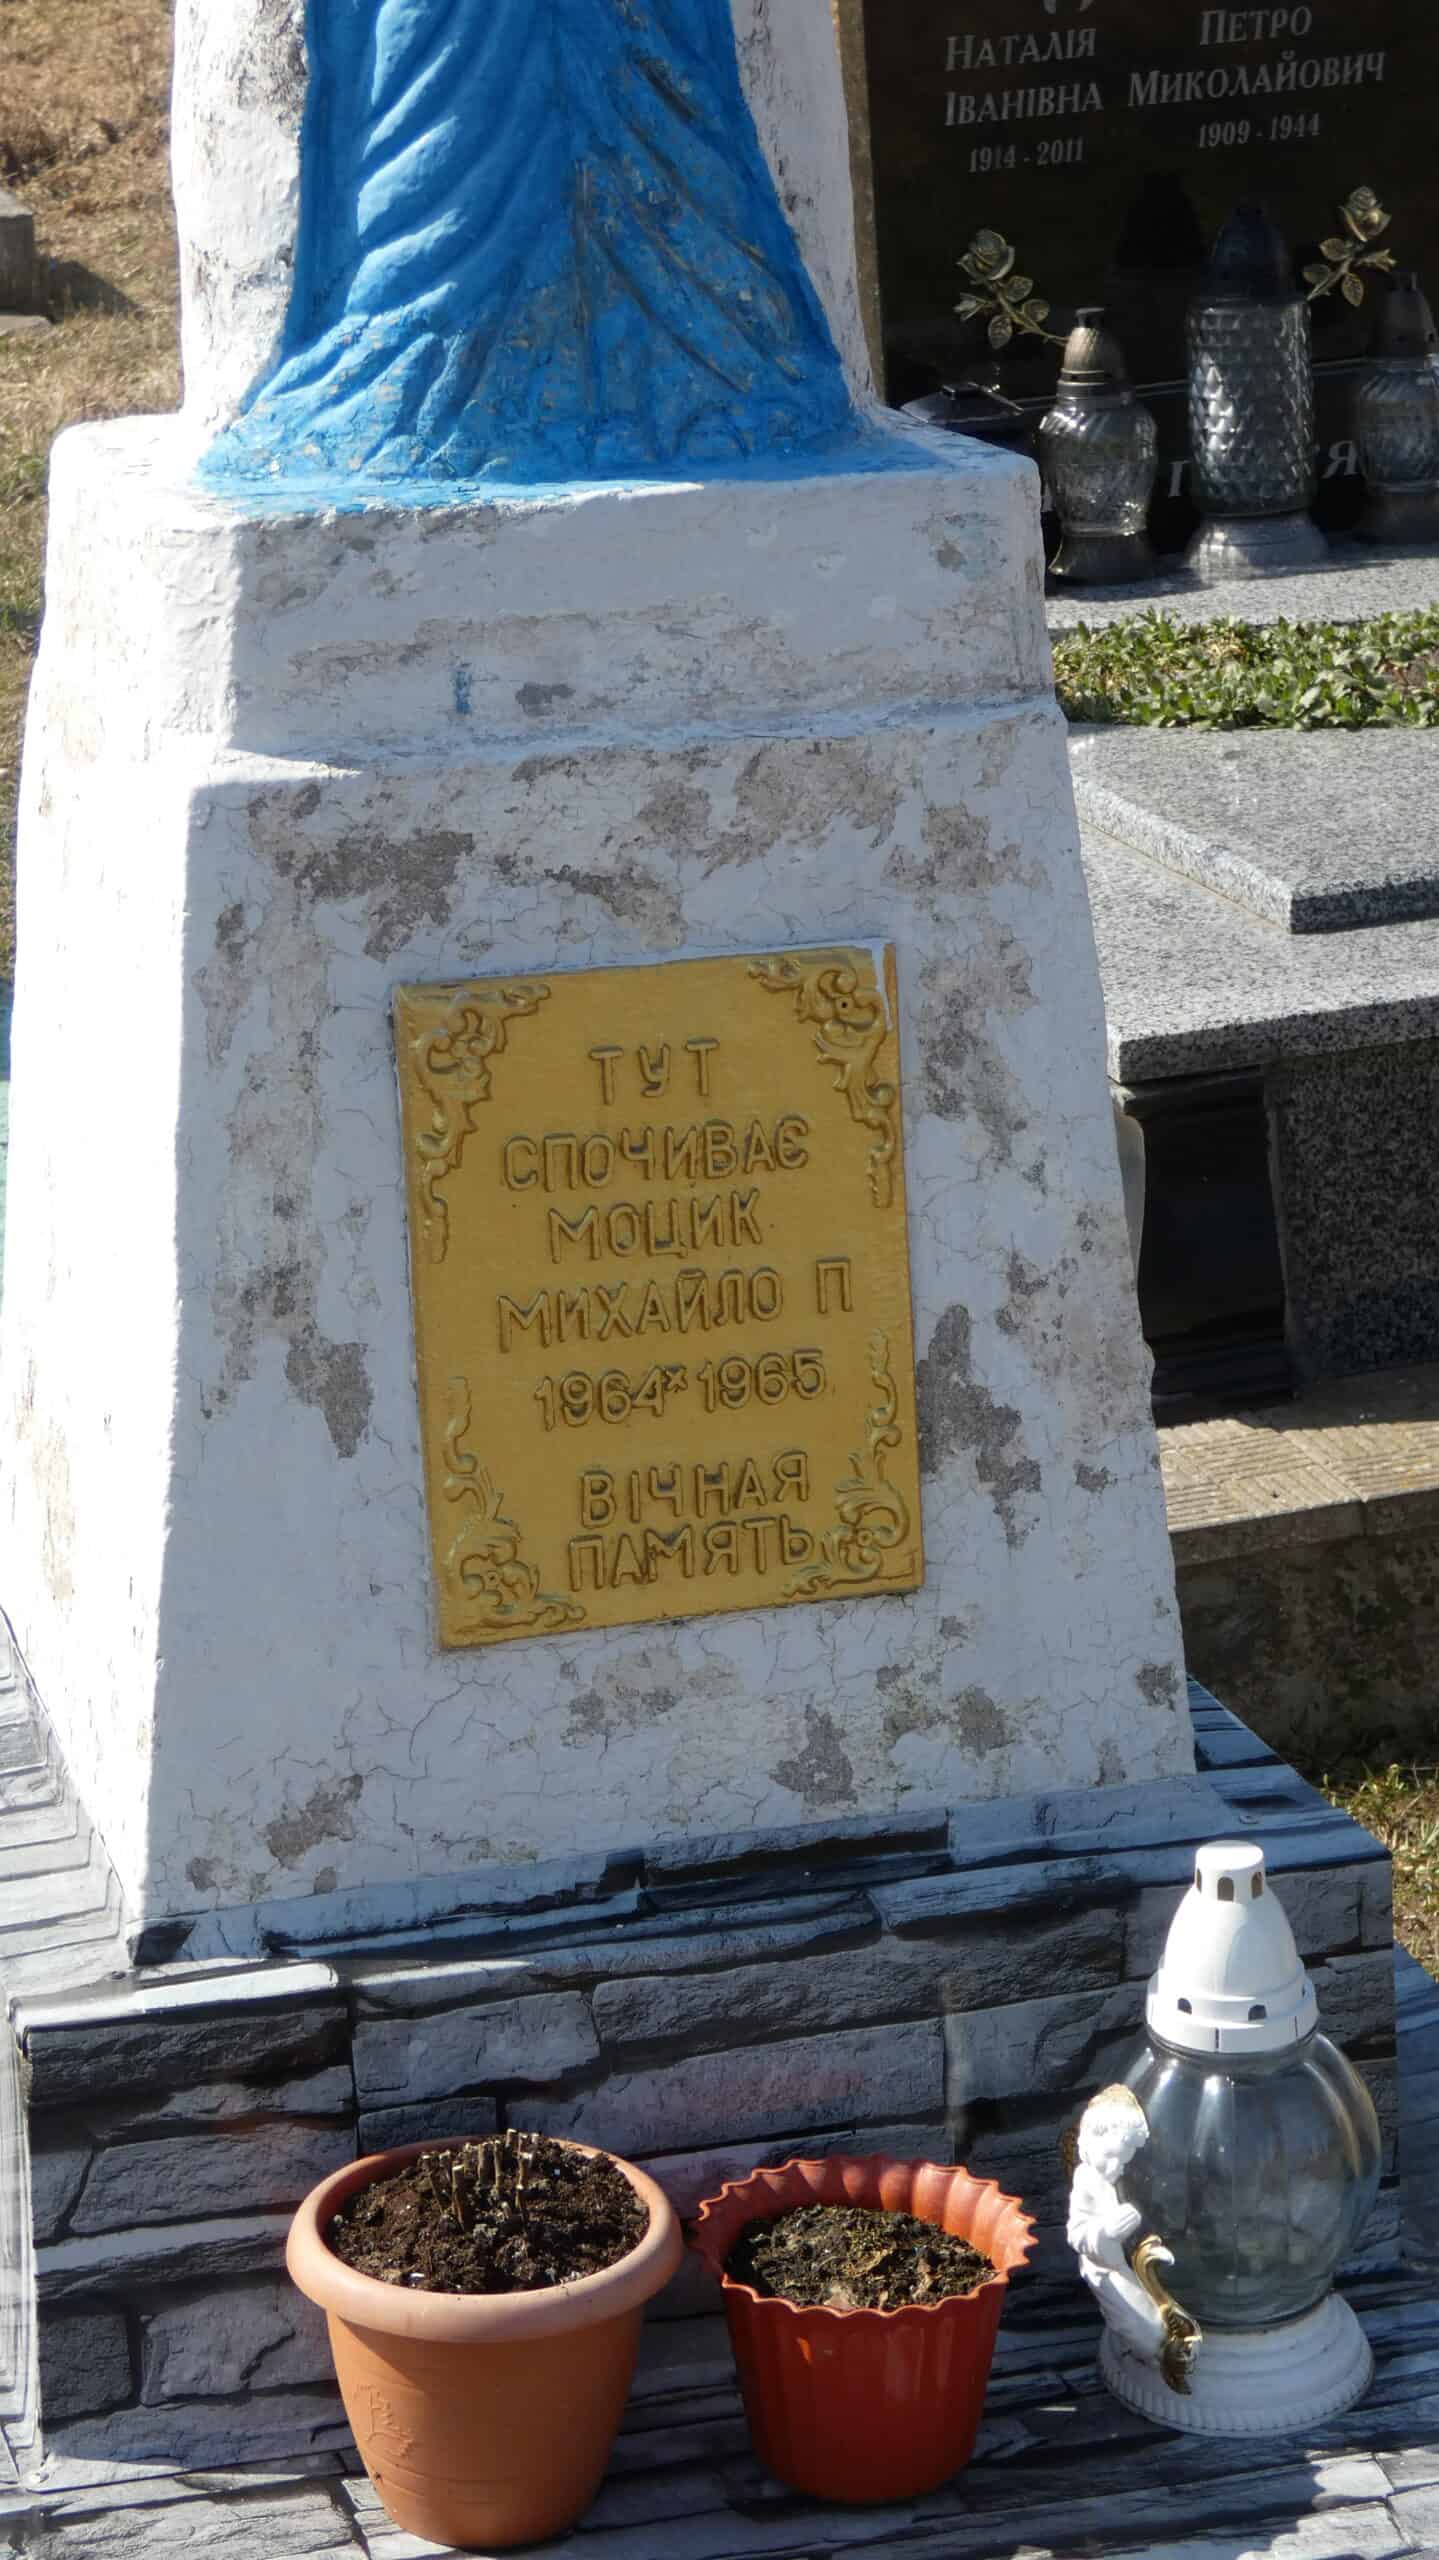 НАТАЛІЯ
ІВАНІВНА
1914 - 2011
ПЕТРО
МИКОЛАЙОВИЧ
1909 - 1944
ТУТ
СПОЧИВАЄ
МОЦИК
МИХАЙЛО П
1964 х 1965
ВІЧНАЯ
ПАМЯТЬ